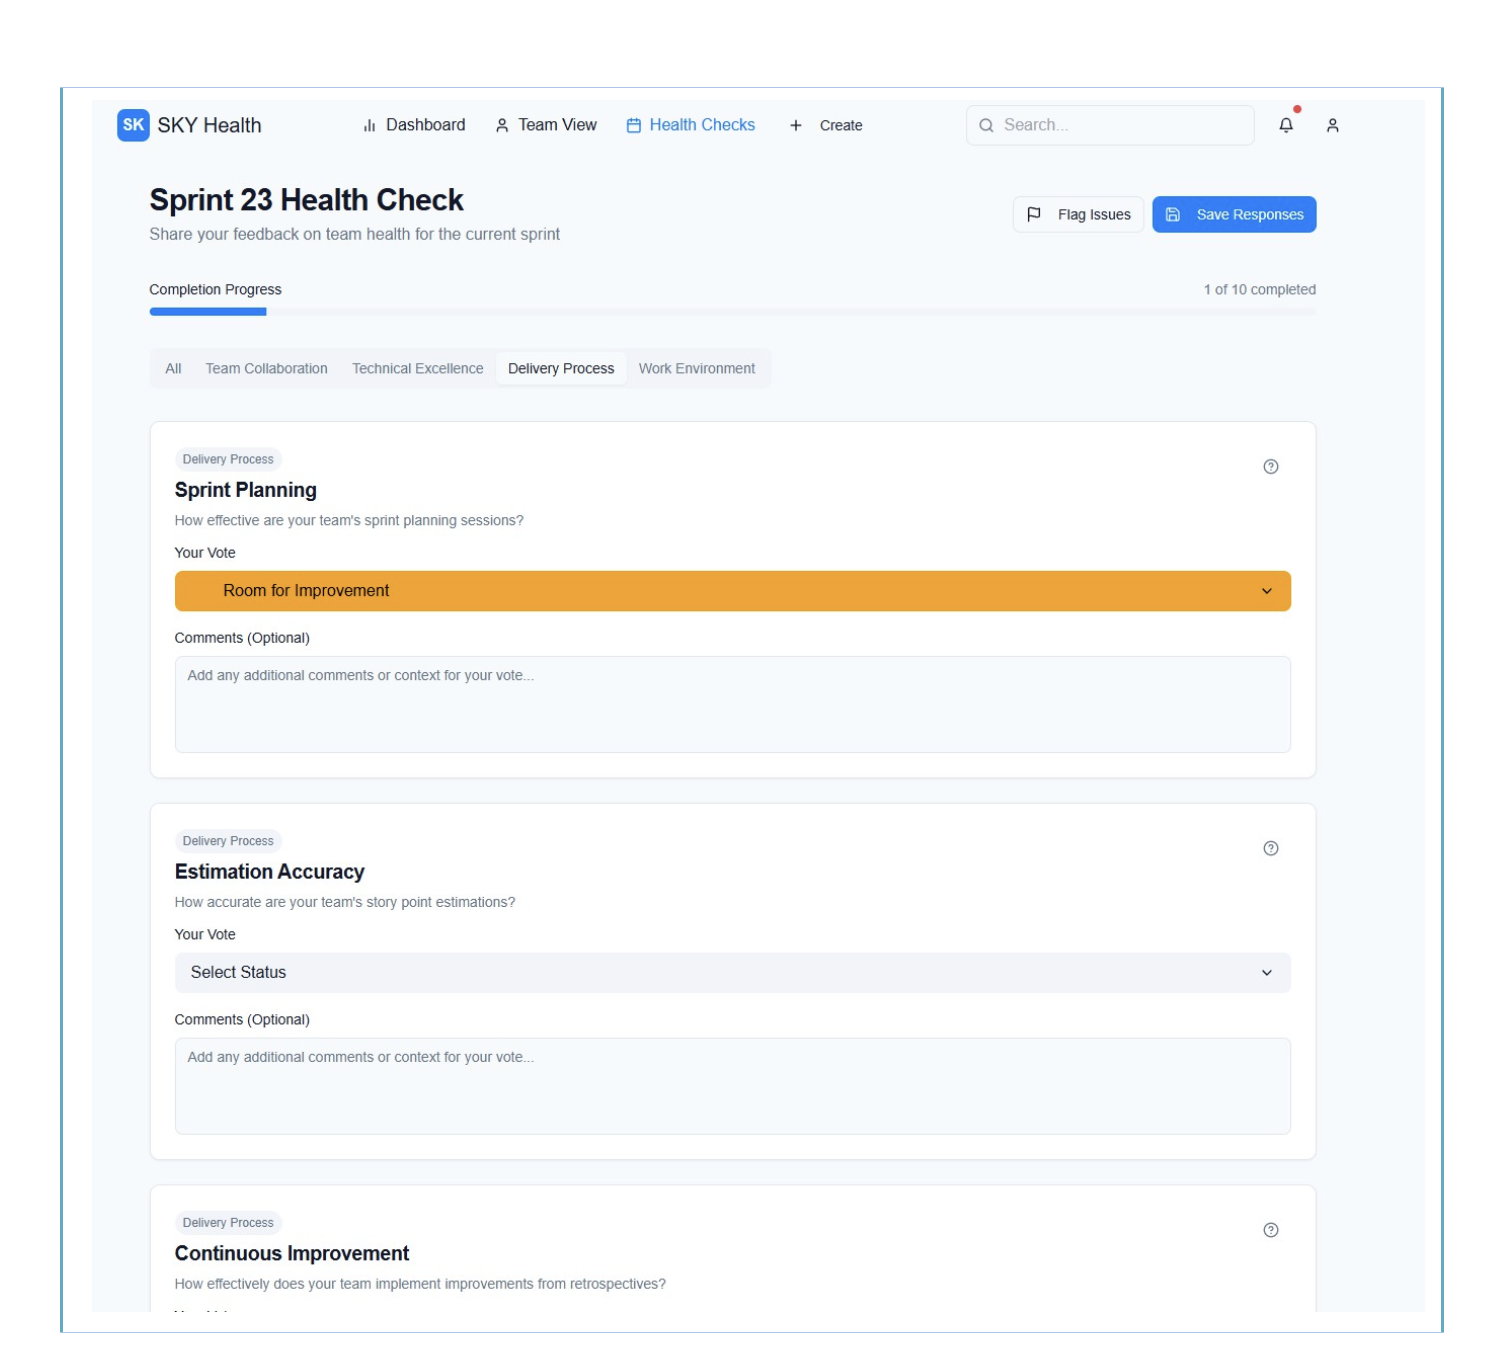 SK SKY Health Dashboard Team View Health Checks + Create Search...
Sprint 23 Health Check
Share your feedback on team health for the current sprint
Flag Issues Save Responses
Completion Progress 1 of 10 completed
All Team Collaboration Technical Excellence Delivery Process Work Environment
Delivery Process
Sprint Planning
How effective are your team's sprint planning sessions?
Your Vote
Room for Improvement
Comments (Optional)
Add any additional comments or context for your vote...
Delivery Process
Estimation Accuracy
How accurate are your team's story point estimations?
Your Vote
Select Status
Comments (Optional)
Add any additional comments or context for your vote...
Delivery Process
Continuous Improvement
How effectively does your team implement improvements from retrospectives?